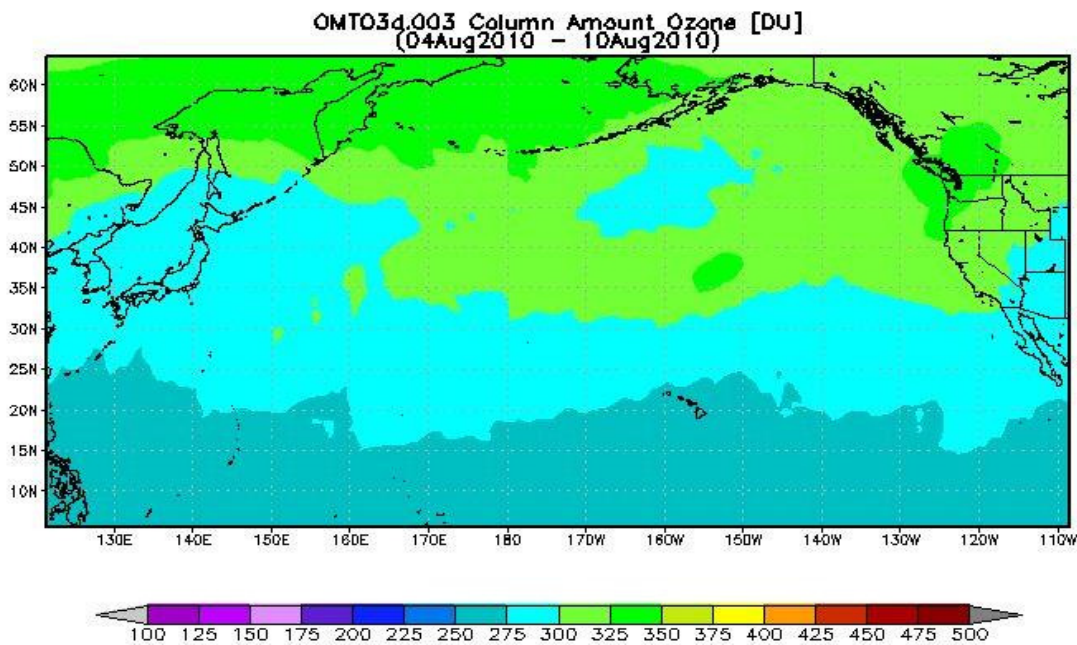 OMTO3d.003 Column Amount Ozone [DU]
(04Aug2010 - 10Aug2010)
60N
55N
50N
45N
40N
35N
30N
25N
20N
15N
10N
130E 140E 150E 160E 170E 180 170W 160W 150W 140W 130W 120W 110W
100 125 150 175 200 225 250 275 300 325 350 375 400 425 450 475 500